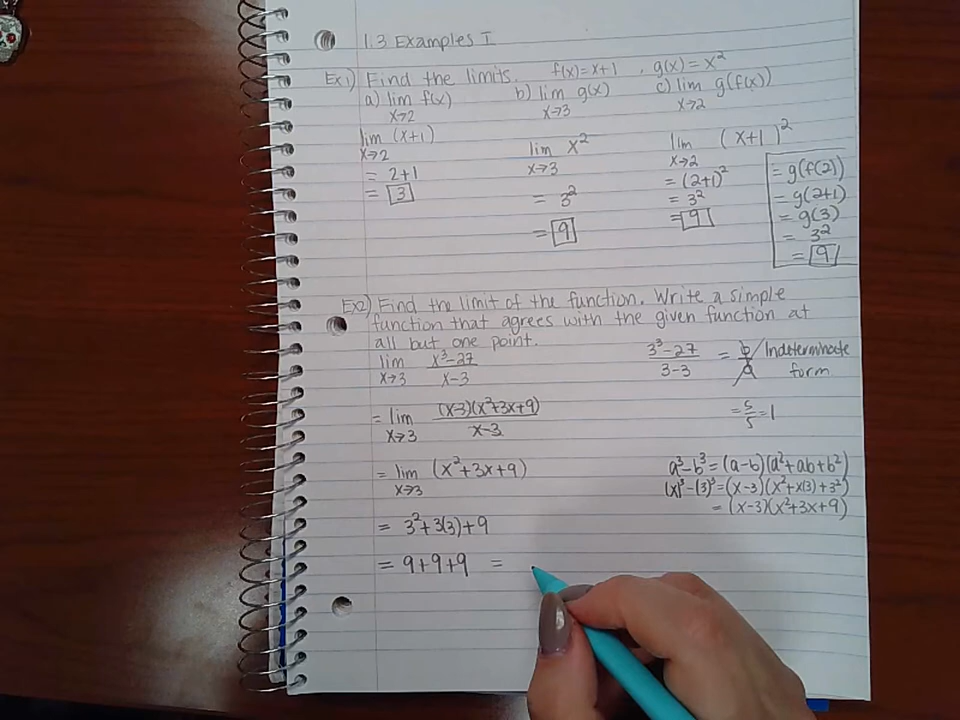 1.3 Examples I
Ex1) Find the limits. f(x)=x+1 , g(x)=x²
a) lim f(x) b) lim g(x) c) lim g(f(x))
x→2 x→3 x→2
lim (x+1) lim x² lim (x+1)²
x→2 x→3 x→2
= 2+1 = 3² = (2+1)² = g(f(2))
= 3 = 9 = 3² = g(2+1)
= 9 = g(3)
= 3²
= 9
Ex2) Find the limit of the function. Write a simple
function that agrees with the given function at
all but one point.
lim x³-27 / x-3
x→3
3³-27 / 3-3 = 0/0 Indeterminate
form
= lim (x-3)(x²+3x+9) / x-3
x→3
= 5/5 = 1
= lim (x²+3x+9)
x→3
a³-b³=(a-b)(a²+ab+b²)
(x)³-(3)³=(x-3)(x²+x(3)+3²)
= (x-3)(x²+3x+9)
= 3²+3(3)+9
= 9+9+9 =